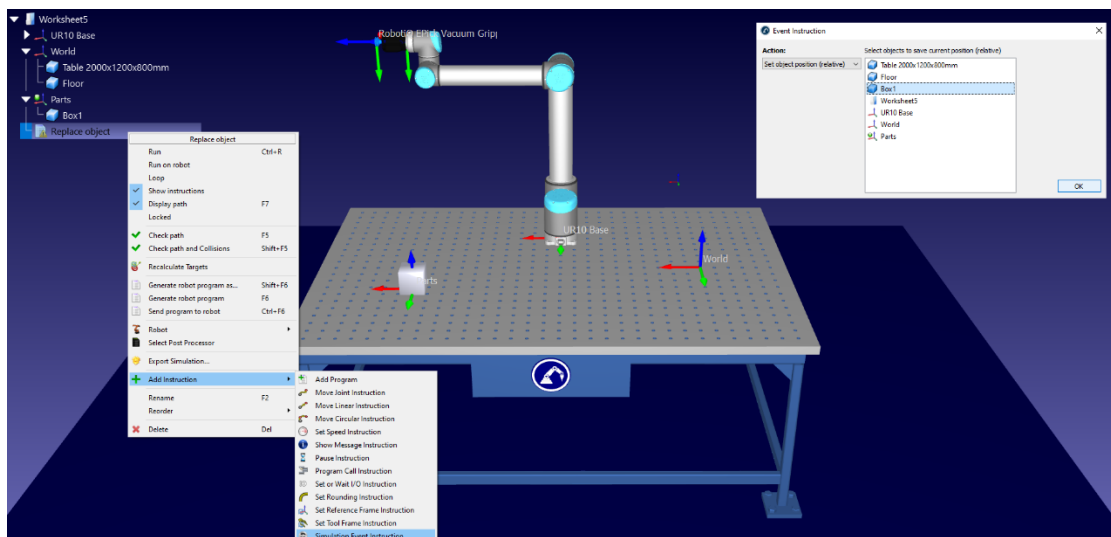 Worksheet5
UR10 Base
World
Table 2000x1200x800mm
Floor
Parts
Box1
Replace object
Replace object
Run Ctrl+R
Run on robot
Loop
Show instructions
Display path F7
Locked
Check path F5
Check path and Collisions Shift+F5
Recalculate Targets
Generate robot program as... Shift+F6
Generate robot program F6
Send program to robot Ctrl+F6
Robot
Select Post Processor
Export Simulation...
Add Instruction
Rename F2
Reorder
Delete Del
Add Program
Move Joint Instruction
Move Linear Instruction
Move Circular Instruction
Set Speed Instruction
Show Message Instruction
Pause Instruction
Program Call Instruction
Set or Wait I/O Instruction
Set Rounding Instruction
Set Reference Frame Instruction
Set Tool Frame Instruction
Simulation Event Instruction
Vacuum Grip
UR10 Base
World
Event Instruction
Action:
Set object position (relative)
Select objects to save current position (relative)
Table 2000x1200x800mm
Floor
Box1
Worksheet5
UR10 Base
World
Parts
OK